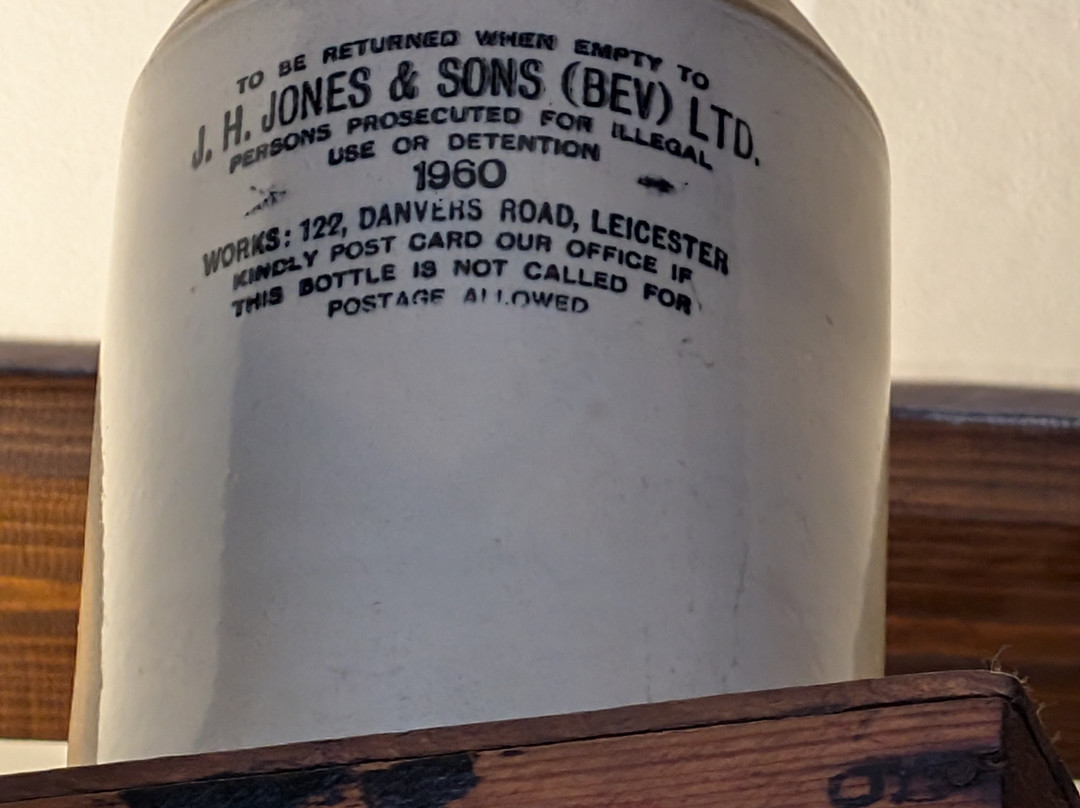 TO BE RETURNED WHEN EMPTY TO
J. H. JONES & SONS (BEV) LTD.
PERSONS PROSECUTED FOR ILLEGAL
USE OR DETENTION
1960
WORKS: 122, DANVERS ROAD, LEICESTER
KINDLY POST CARD OUR OFFICE IF
THIS BOTTLE IS NOT CALLED FOR
POSTAGE ALLOWED